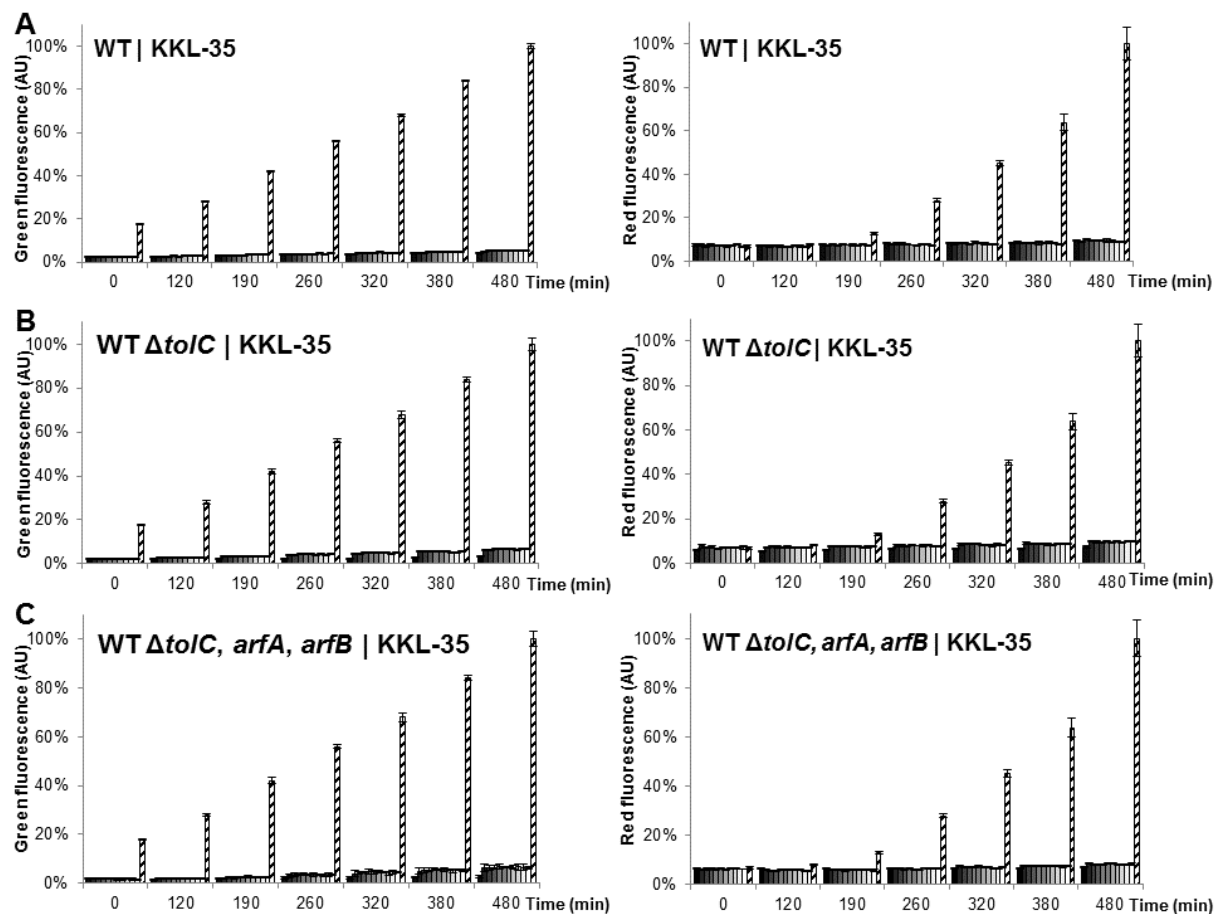 A
WT | KKL-35
Green fluorescence (AU)
100%
80%
60%
40%
20%
0%
0 120 190 260 320 380 480 Time (min)
WT | KKL-35
Red fluorescence (AU)
100%
80%
60%
40%
20%
0%
0 120 190 260 320 380 480 Time (min)
B
WT ΔtolC | KKL-35
Green fluorescence (AU)
100%
80%
60%
40%
20%
0%
0 120 190 260 320 380 480 Time (min)
WT ΔtolC | KKL-35
Red fluorescence (AU)
100%
80%
60%
40%
20%
0%
0 120 190 260 320 380 480 Time (min)
C
WT ΔtolC, arfA, arfB | KKL-35
Green fluorescence (AU)
100%
80%
60%
40%
20%
0%
0 120 190 260 320 380 480 Time (min)
WT ΔtolC, arfA, arfB | KKL-35
Red fluorescence (AU)
100%
80%
60%
40%
20%
0%
0 120 190 260 320 380 480 Time (min)